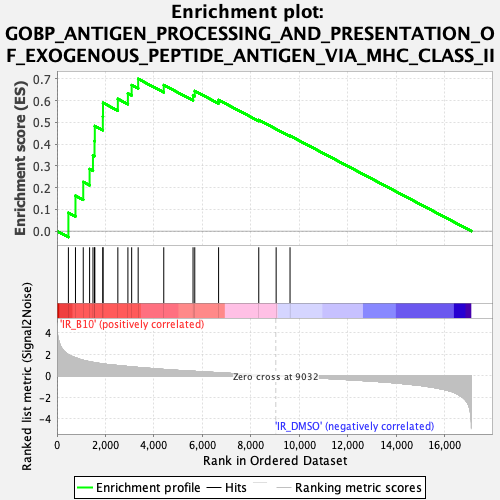 Enrichment plot:
GOBP_ANTIGEN_PROCESSING_AND_PRESENTATION_O
F_EXOGENOUS_PEPTIDE_ANTIGEN_VIA_MHC_CLASS_II
Enrichment score (ES)
0.7
0.6
0.5
0.4
0.3
0.2
0.1
0.0
'IR_B10' (positively correlated)
Ranked list metric (Signal2Noise)
4
2
0
-2
-4
Zero cross at 9032
'IR_DMSO' (negatively correlated)
0 2,000 4,000 6,000 8,000 10,000 12,000 14,000 16,000
Rank in Ordered Dataset
Enrichment profile Hits Ranking metric scores